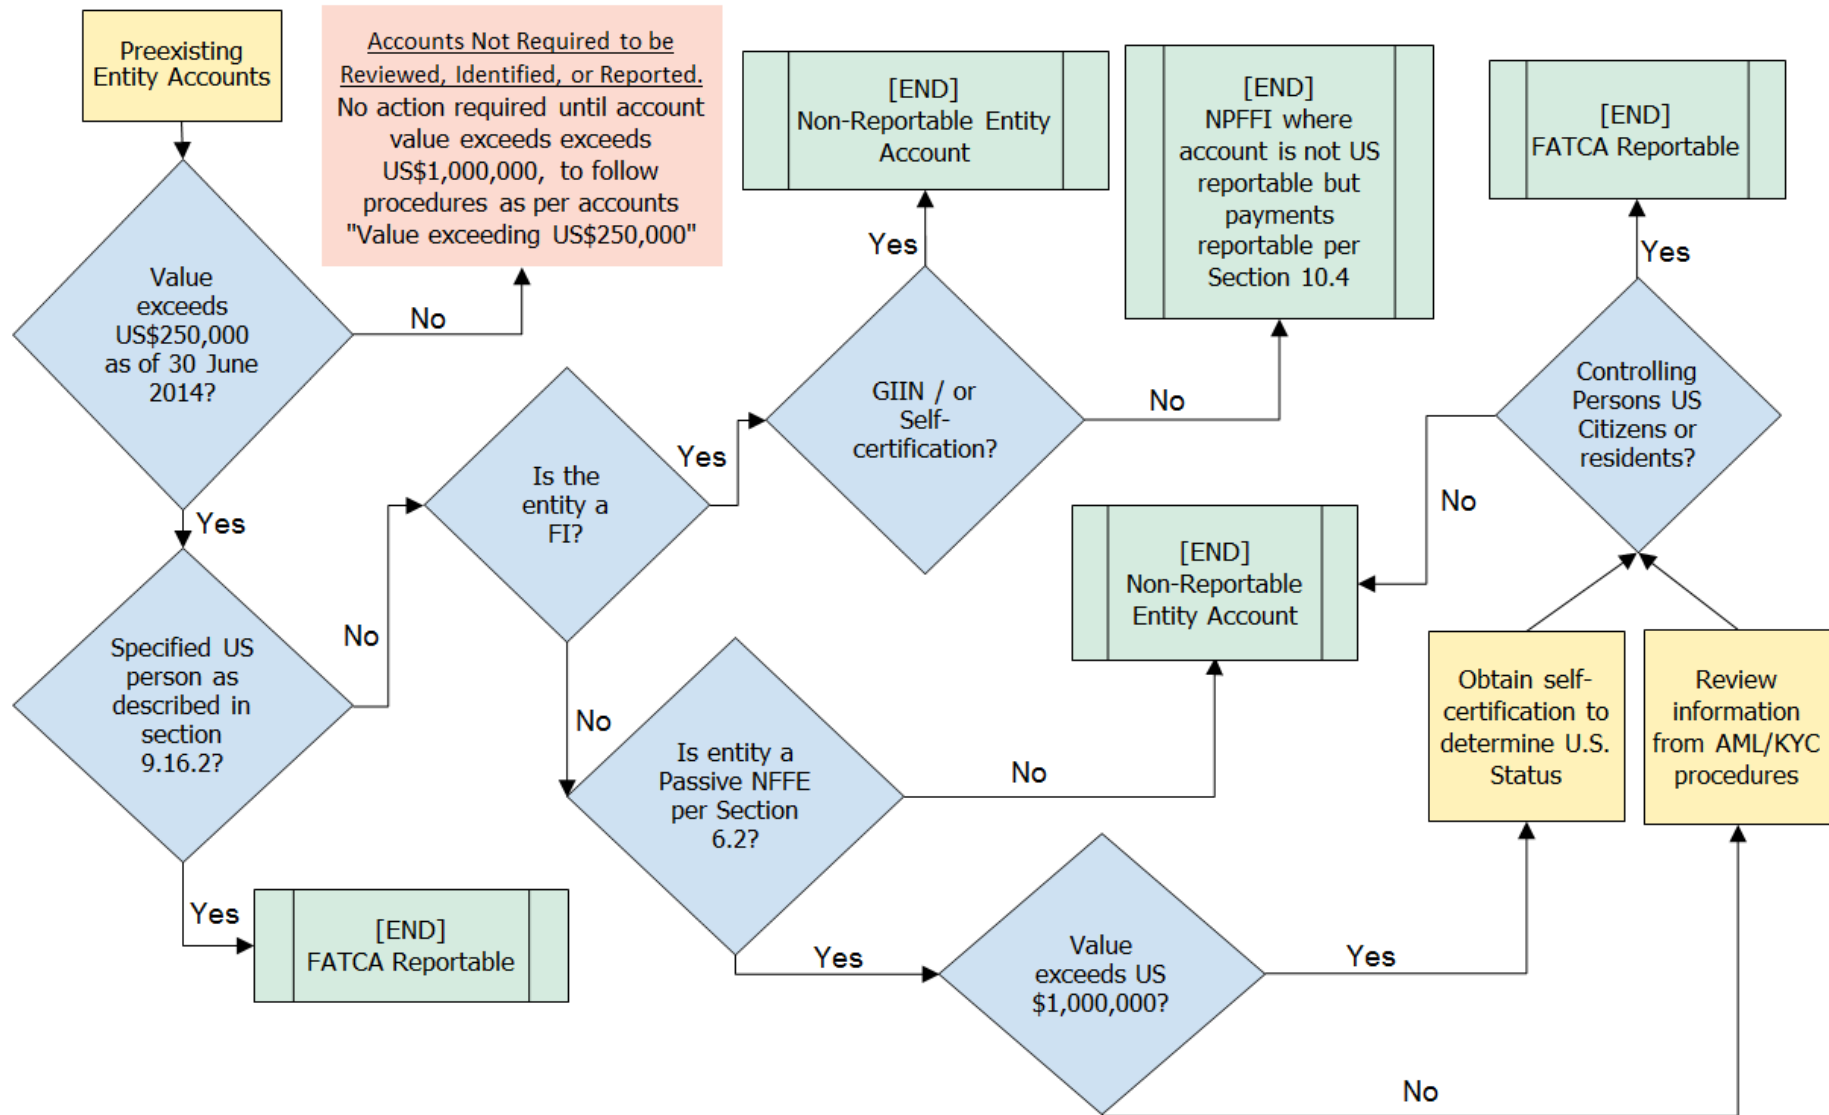 Preexisting
Entity Accounts
Accounts Not Required to be
Reviewed, Identified, or Reported.
No action required until account
value exceeds exceeds
US$1,000,000, to follow
procedures as per accounts
"Value exceeding US$250,000"
[END]
Non-Reportable Entity
Account
[END]
NPFFI where
account is not US
reportable but
payments
reportable per
Section 10.4
[END]
FATCA Reportable
Value
exceeds
US$250,000
as of 30 June
2014?
No
Yes
Yes
GIIN / or
Self-
certification?
No
Yes
Controlling
Persons US
Citizens or
residents?
No
Is the
entity a
FI?
Yes
No
Specified US
person as
described in
section
9.16.2?
No
Yes
[END]
FATCA Reportable
[END]
Non-Reportable
Entity Account
Is entity a
Passive NFFE
per Section
6.2?
No
Yes
Value
exceeds US
$1,000,000?
Yes
No
Obtain self-
certification to
determine U.S.
Status
Review
information
from AML/KYC
procedures